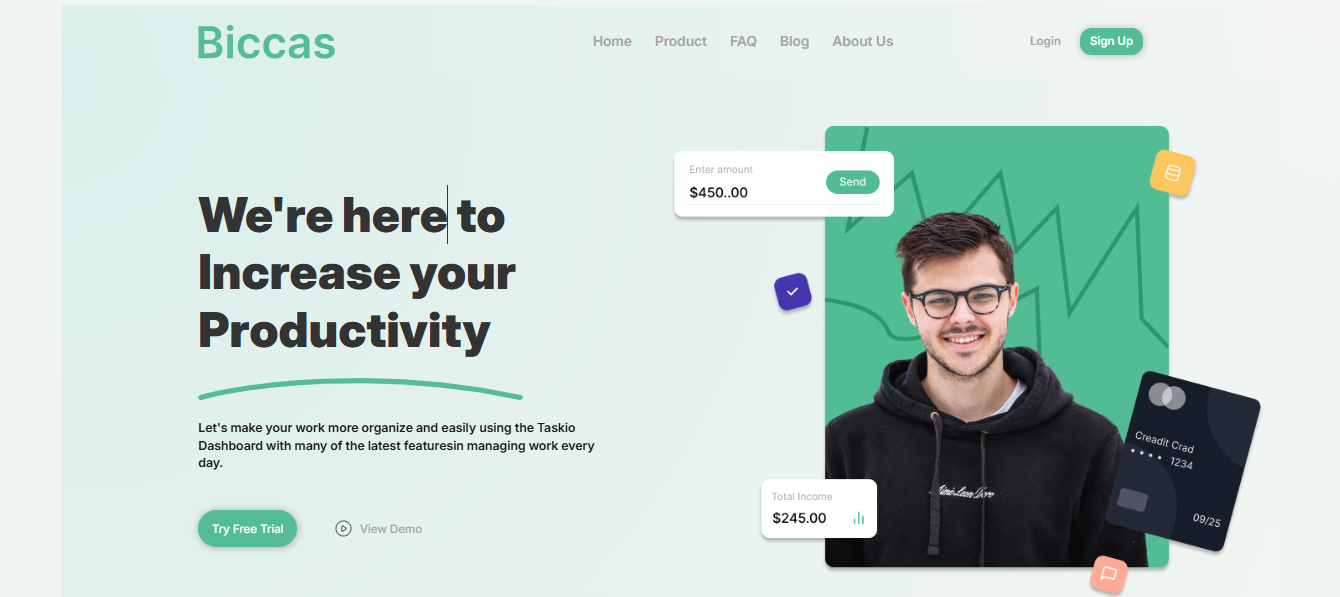 Biccas
Home Product FAQ Blog About Us
Login Sign Up
We're here to
Increase your
Productivity
Let's make your work more organize and easily using the Taskio
Dashboard with many of the latest featuresin managing work every
day.
Try Free Trial
View Demo
Enter amount
$450..00
Send
Total Income
$245.00
Creadit Crad
1234
09/25
Aimé Leon Dore